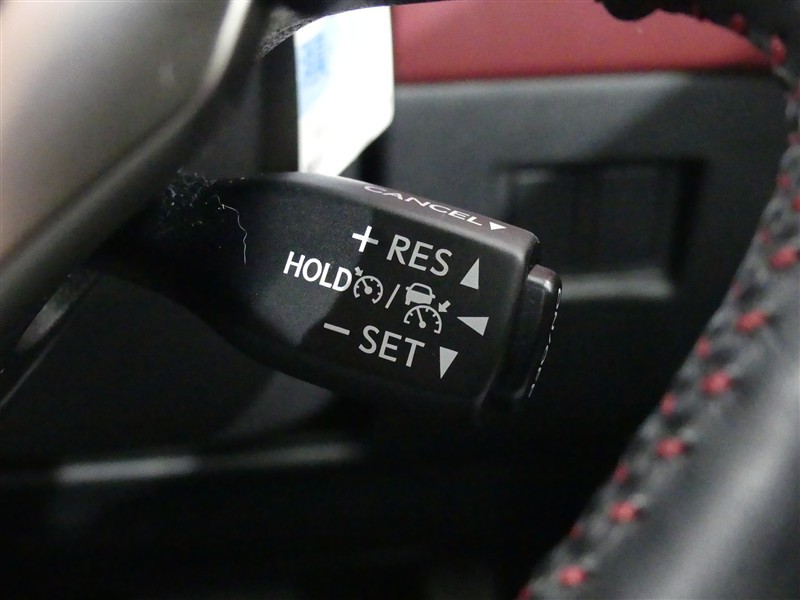 CANCEL▼
+ RES▲
HOLD / ◀
− SET▼